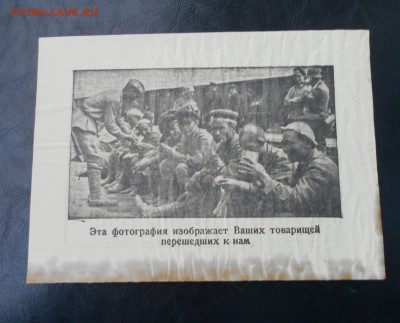 Эта фотография изображает Ваших товарищей
перешедших к нам